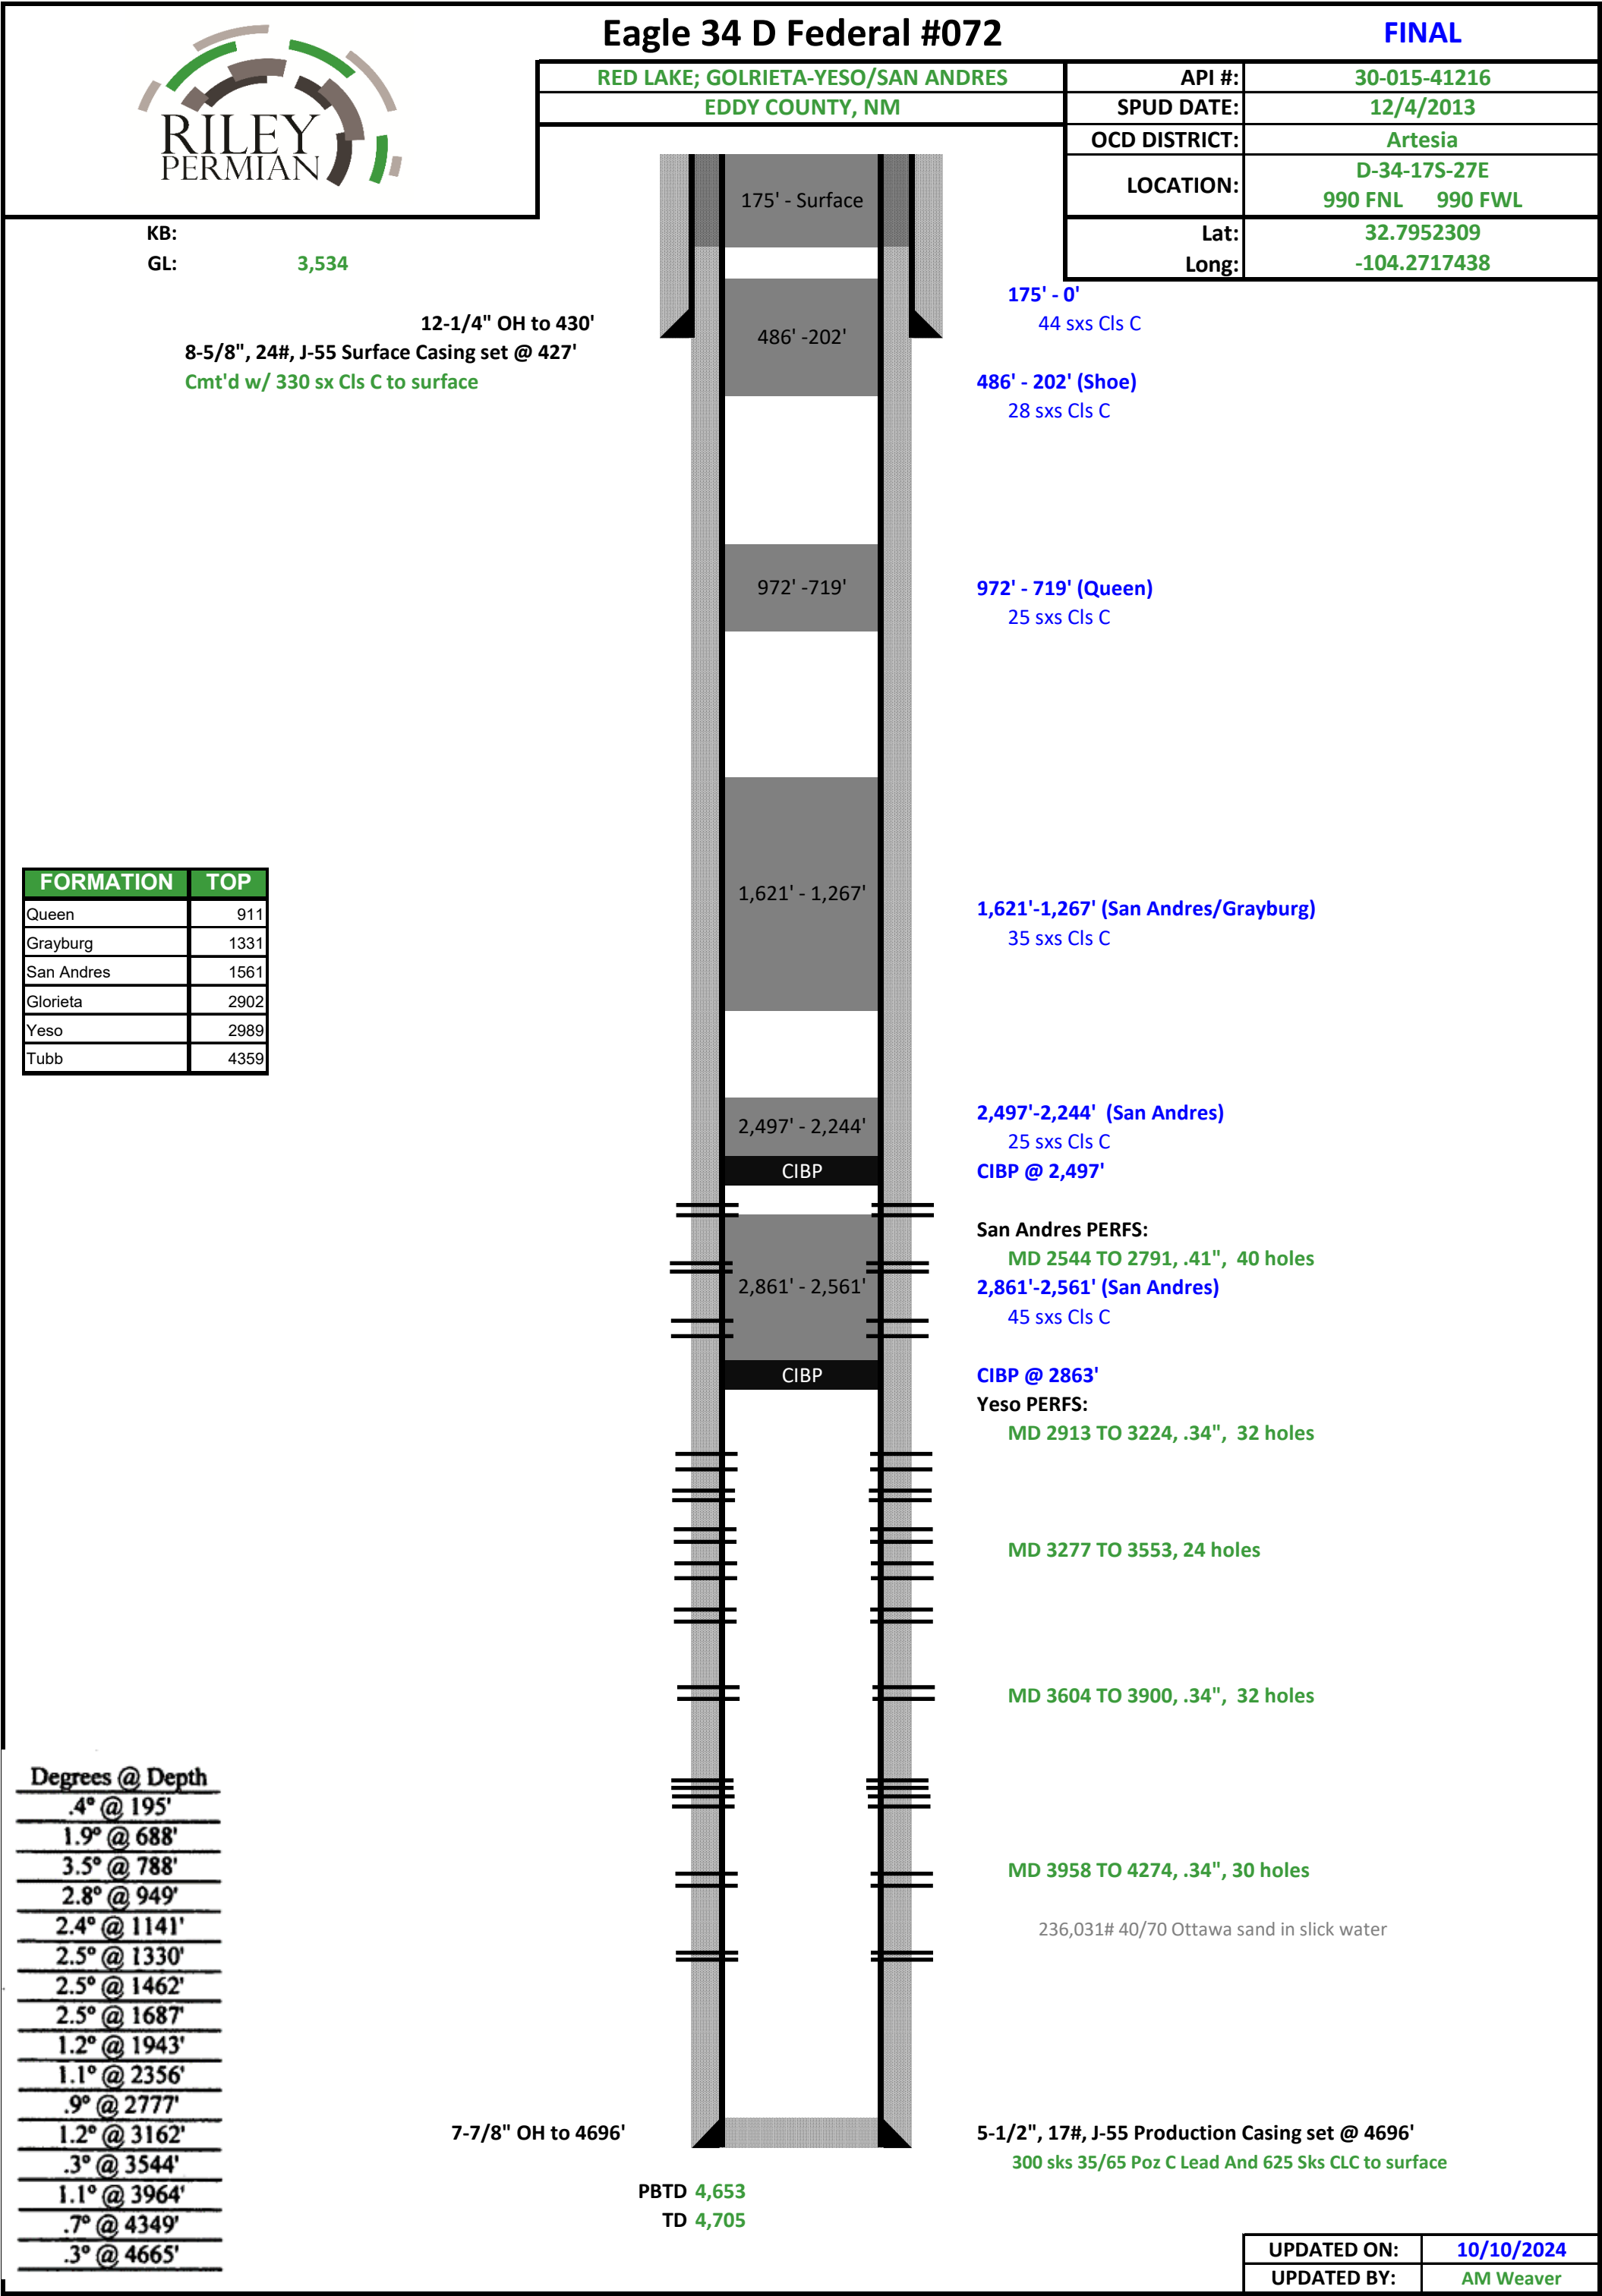 Eagle 34 D Federal #072
FINAL
RILEY
PERMIAN
RED LAKE; GOLRIETA-YESO/SAN ANDRES
EDDY COUNTY, NM
API #: 30-015-41216
SPUD DATE: 12/4/2013
OCD DISTRICT: Artesia
LOCATION: D-34-17S-27E
990 FNL 990 FWL
Lat: 32.7952309
Long: -104.2717438
KB:
GL: 3,534
175' - Surface
175' - 0'
44 sxs Cls C
12-1/4" OH to 430'
8-5/8", 24#, J-55 Surface Casing set @ 427'
Cmt'd w/ 330 sx Cls C to surface
486' -202'
486' - 202' (Shoe)
28 sxs Cls C
972' -719'
972' - 719' (Queen)
25 sxs Cls C
FORMATION TOP
Queen 911
Grayburg 1331
San Andres 1561
Glorieta 2902
Yeso 2989
Tubb 4359
1,621' - 1,267'
1,621'-1,267' (San Andres/Grayburg)
35 sxs Cls C
2,497' - 2,244'
2,497'-2,244' (San Andres)
25 sxs Cls C
CIBP
CIBP @ 2,497'
San Andres PERFS:
MD 2544 TO 2791, .41", 40 holes
2,861' - 2,561'
2,861'-2,561' (San Andres)
45 sxs Cls C
CIBP
CIBP @ 2863'
Yeso PERFS:
MD 2913 TO 3224, .34", 32 holes
MD 3277 TO 3553, 24 holes
MD 3604 TO 3900, .34", 32 holes
MD 3958 TO 4274, .34", 30 holes
236,031# 40/70 Ottawa sand in slick water
Degrees @ Depth
.4° @ 195'
1.9° @ 688'
3.5° @ 788'
2.8° @ 949'
2.4° @ 1141'
2.5° @ 1330'
2.5° @ 1462'
2.5° @ 1687'
1.2° @ 1943'
1.1° @ 2356'
.9° @ 2777'
1.2° @ 3162'
.3° @ 3544'
1.1° @ 3964'
.7° @ 4349'
.3° @ 4665'
7-7/8" OH to 4696'
5-1/2", 17#, J-55 Production Casing set @ 4696'
300 sks 35/65 Poz C Lead And 625 Sks CLC to surface
PBTD 4,653
TD 4,705
UPDATED ON: 10/10/2024
UPDATED BY: AM Weaver